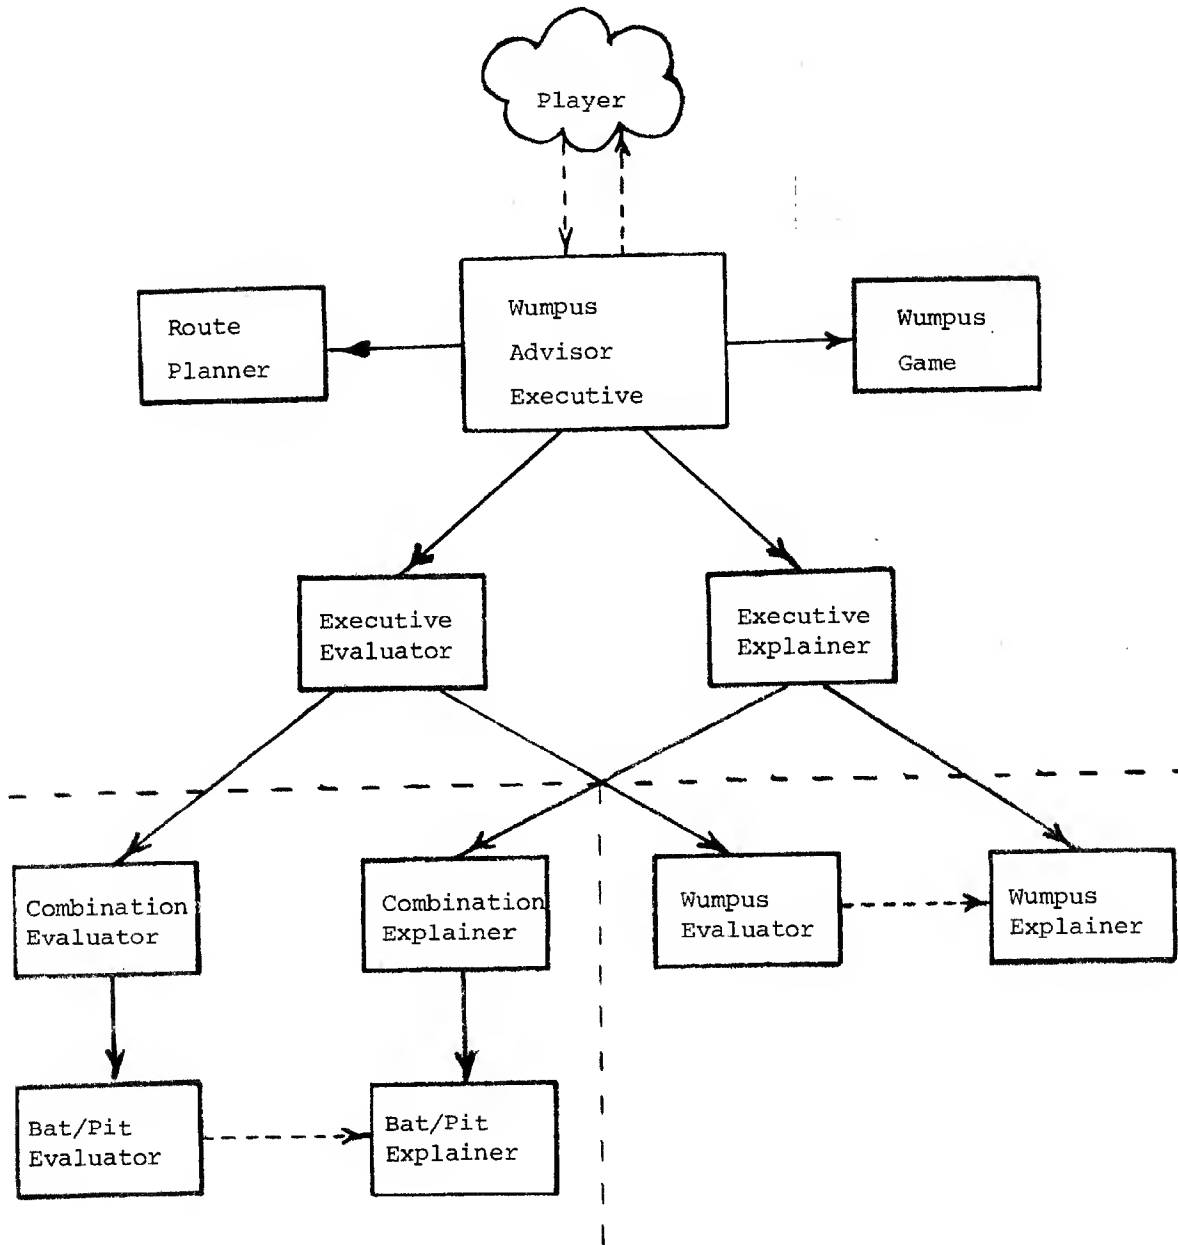 Player
Route
Planner
Wumpus
Advisor
Executive
Wumpus
Game
Executive
Evaluator
Executive
Explainer
Combination
Evaluator
Combination
Explainer
Wumpus
Evaluator
Wumpus
Explainer
Bat/Pit
Evaluator
Bat/Pit
Explainer